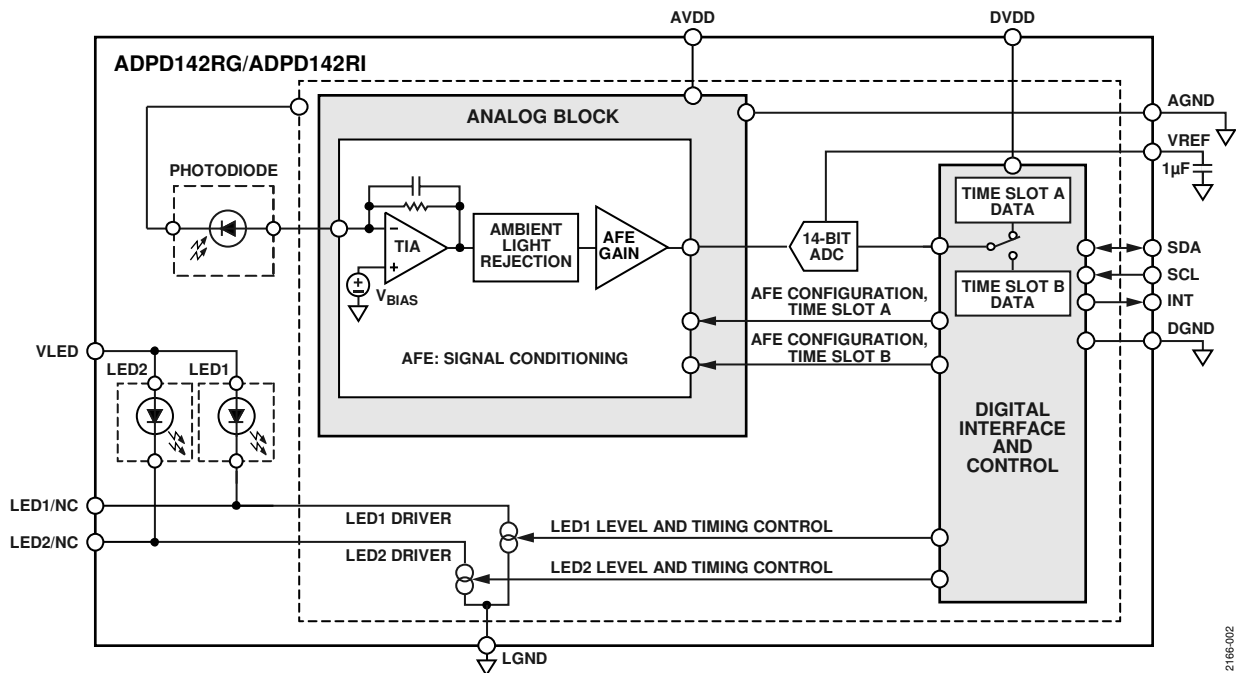 AVDD
DVDD
ADPD142RG/ADPD142RI
AGND
ANALOG BLOCK
VREF
1µF
PHOTODIODE
TIME SLOT A
DATA
TIA
AMBIENT
LIGHT
REJECTION
AFE
GAIN
14-BIT
ADC
VBIAS
TIME SLOT B
DATA
SDA
SCL
INT
AFE CONFIGURATION,
TIME SLOT A
DGND
AFE CONFIGURATION,
TIME SLOT B
AFE: SIGNAL CONDITIONING
VLED
LED2
LED1
DIGITAL
INTERFACE
AND
CONTROL
LED1/NC
LED1 DRIVER
LED1 LEVEL AND TIMING CONTROL
LED2/NC
LED2 DRIVER
LED2 LEVEL AND TIMING CONTROL
LGND
2166-002